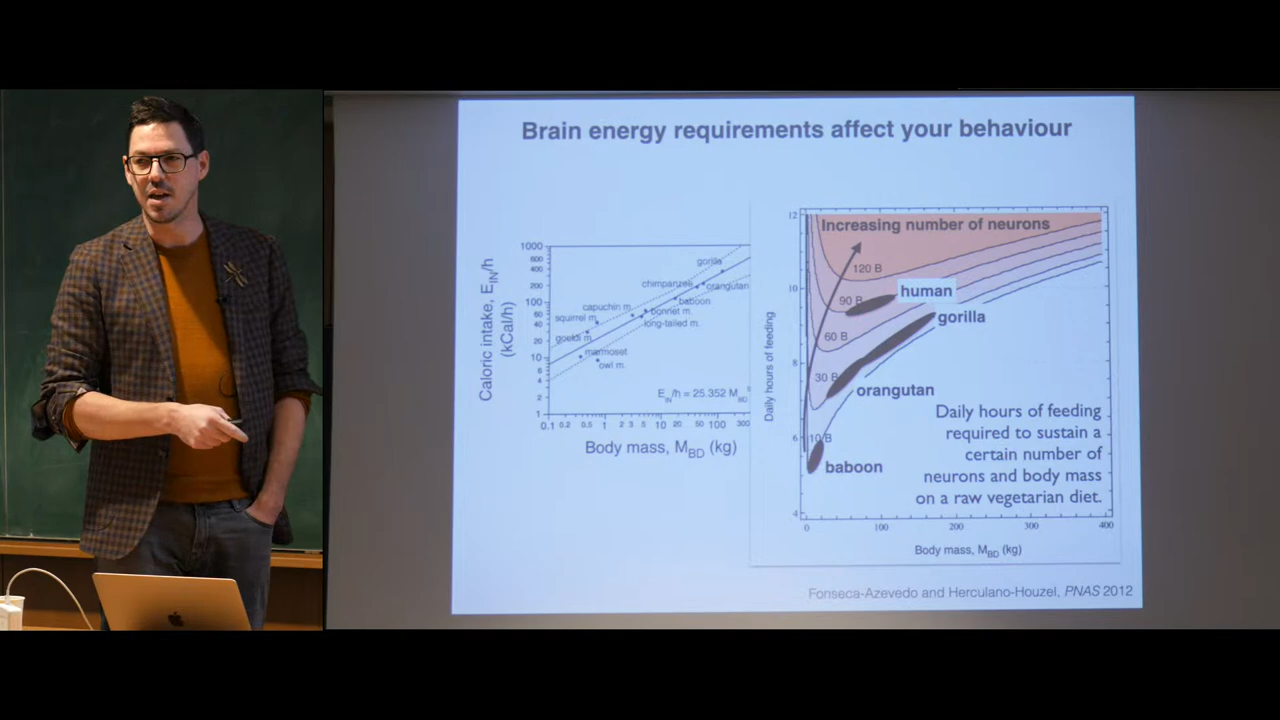 Brain energy requirements affect your behaviour
Caloric intake, E_IN/h
(kCal/h)
1000
600
400
200
100
60
40
20
10
6
4
2
1
gorilla
chimpanzee
orangutan
baboon
capuchin m.
bonnet m.
squirrel m.
long-tailed m.
goeldi m.
marmoset
owl m.
E_IN/h = 25.352 M_BD
0.1 0.2 0.5 1 2 3 5 10 20 50 100 300
Body mass, M_BD (kg)
Daily hours of feeding
12
10
8
6
4
Increasing number of neurons
120 B
90 B
human
60 B
gorilla
30 B
orangutan
10 B
baboon
Daily hours of feeding
required to sustain a
certain number of
neurons and body mass
on a raw vegetarian diet.
0 100 200 300 400
Body mass, M_BD (kg)
Fonseca-Azevedo and Herculano-Houzel, PNAS 2012